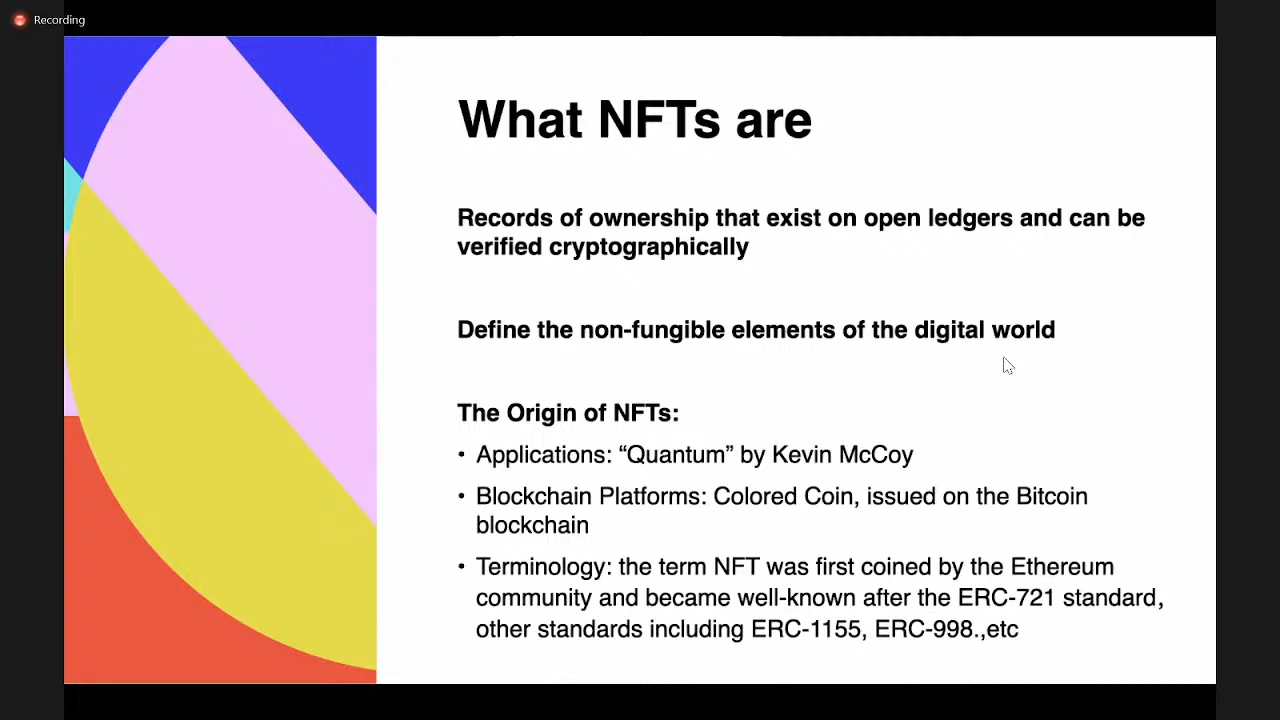 Recording
What NFTs are
Records of ownership that exist on open ledgers and can be
verified cryptographically
Define the non-fungible elements of the digital world
The Origin of NFTs:
• Applications: “Quantum” by Kevin McCoy
• Blockchain Platforms: Colored Coin, issued on the Bitcoin
blockchain
• Terminology: the term NFT was first coined by the Ethereum
community and became well-known after the ERC-721 standard,
other standards including ERC-1155, ERC-998.,etc